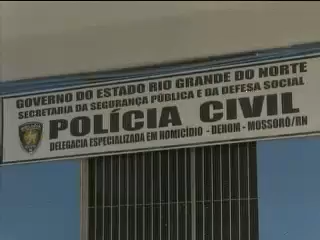 GOVERNO DO ESTADO RIO GRANDE DO NORTE
SECRETARIA DA SEGURANÇA PÚBLICA E DA DEFESA SOCIAL
POLÍCIA CIVIL
DELEGACIA ESPECIALIZADA EM HOMICÍDIO - DEHOM - MOSSORÓ/RN